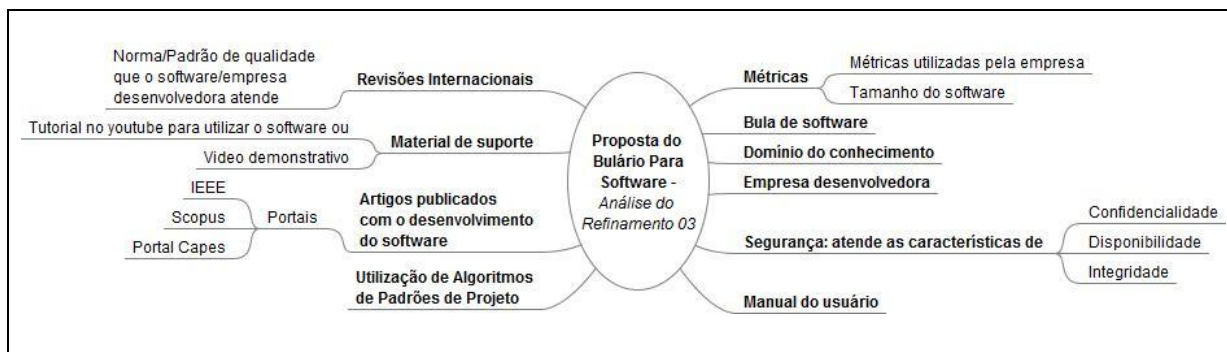 Proposta do
Bulário Para
Software -
Análise do
Refinamento 03
Revisões Internacionais
Norma/Padrão de qualidade
que o software/empresa
desenvolvedora atende
Material de suporte
Tutorial no youtube para utilizar o software ou
Video demonstrativo
Artigos publicados
com o desenvolvimento
do software
Portais
IEEE
Scopus
Portal Capes
Utilização de Algoritmos
de Padrões de Projeto
Métricas
Métricas utilizadas pela empresa
Tamanho do software
Bula de software
Domínio do conhecimento
Empresa desenvolvedora
Segurança: atende as características de
Confidencialidade
Disponibilidade
Integridade
Manual do usuário